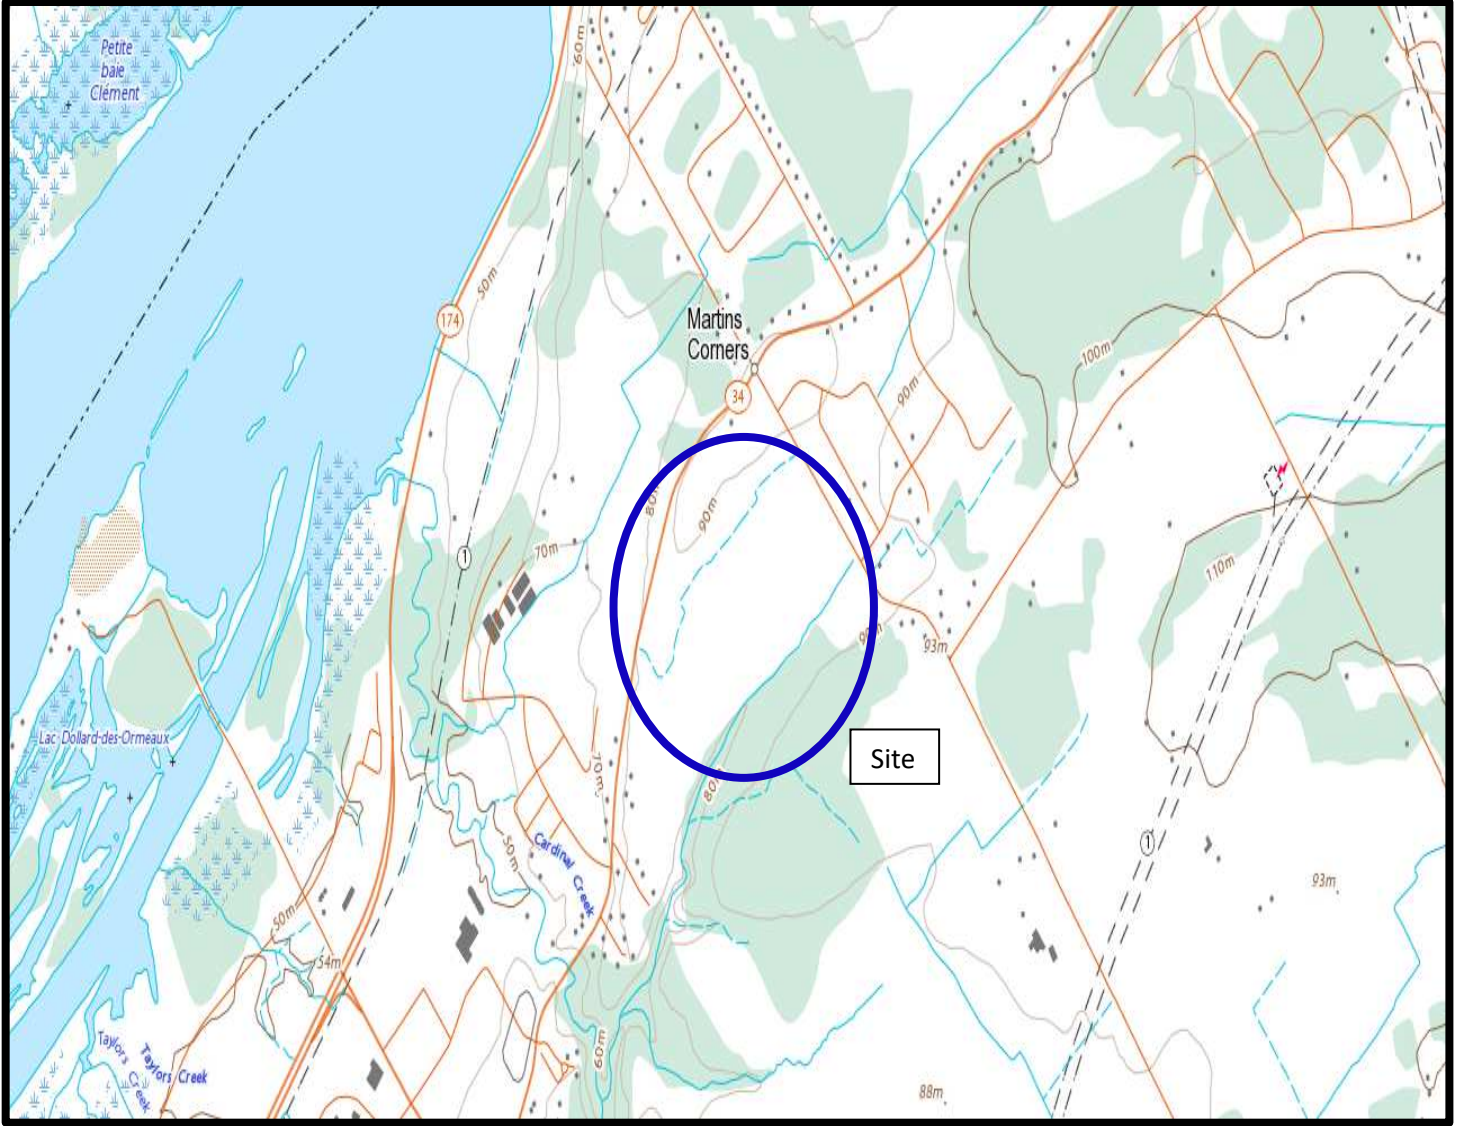 Petite
baie
Clément
60m
50m
174
Martins
Corners
34
90m
100m
80m
90m
70m
1
110m
90m
93m
Lac Dollard-des-Ormeaux
Site
70m
80m
50m
Cardinal Creek
1
93m
50m
54m
60m
Taylors Creek
Taylors Creek
88m